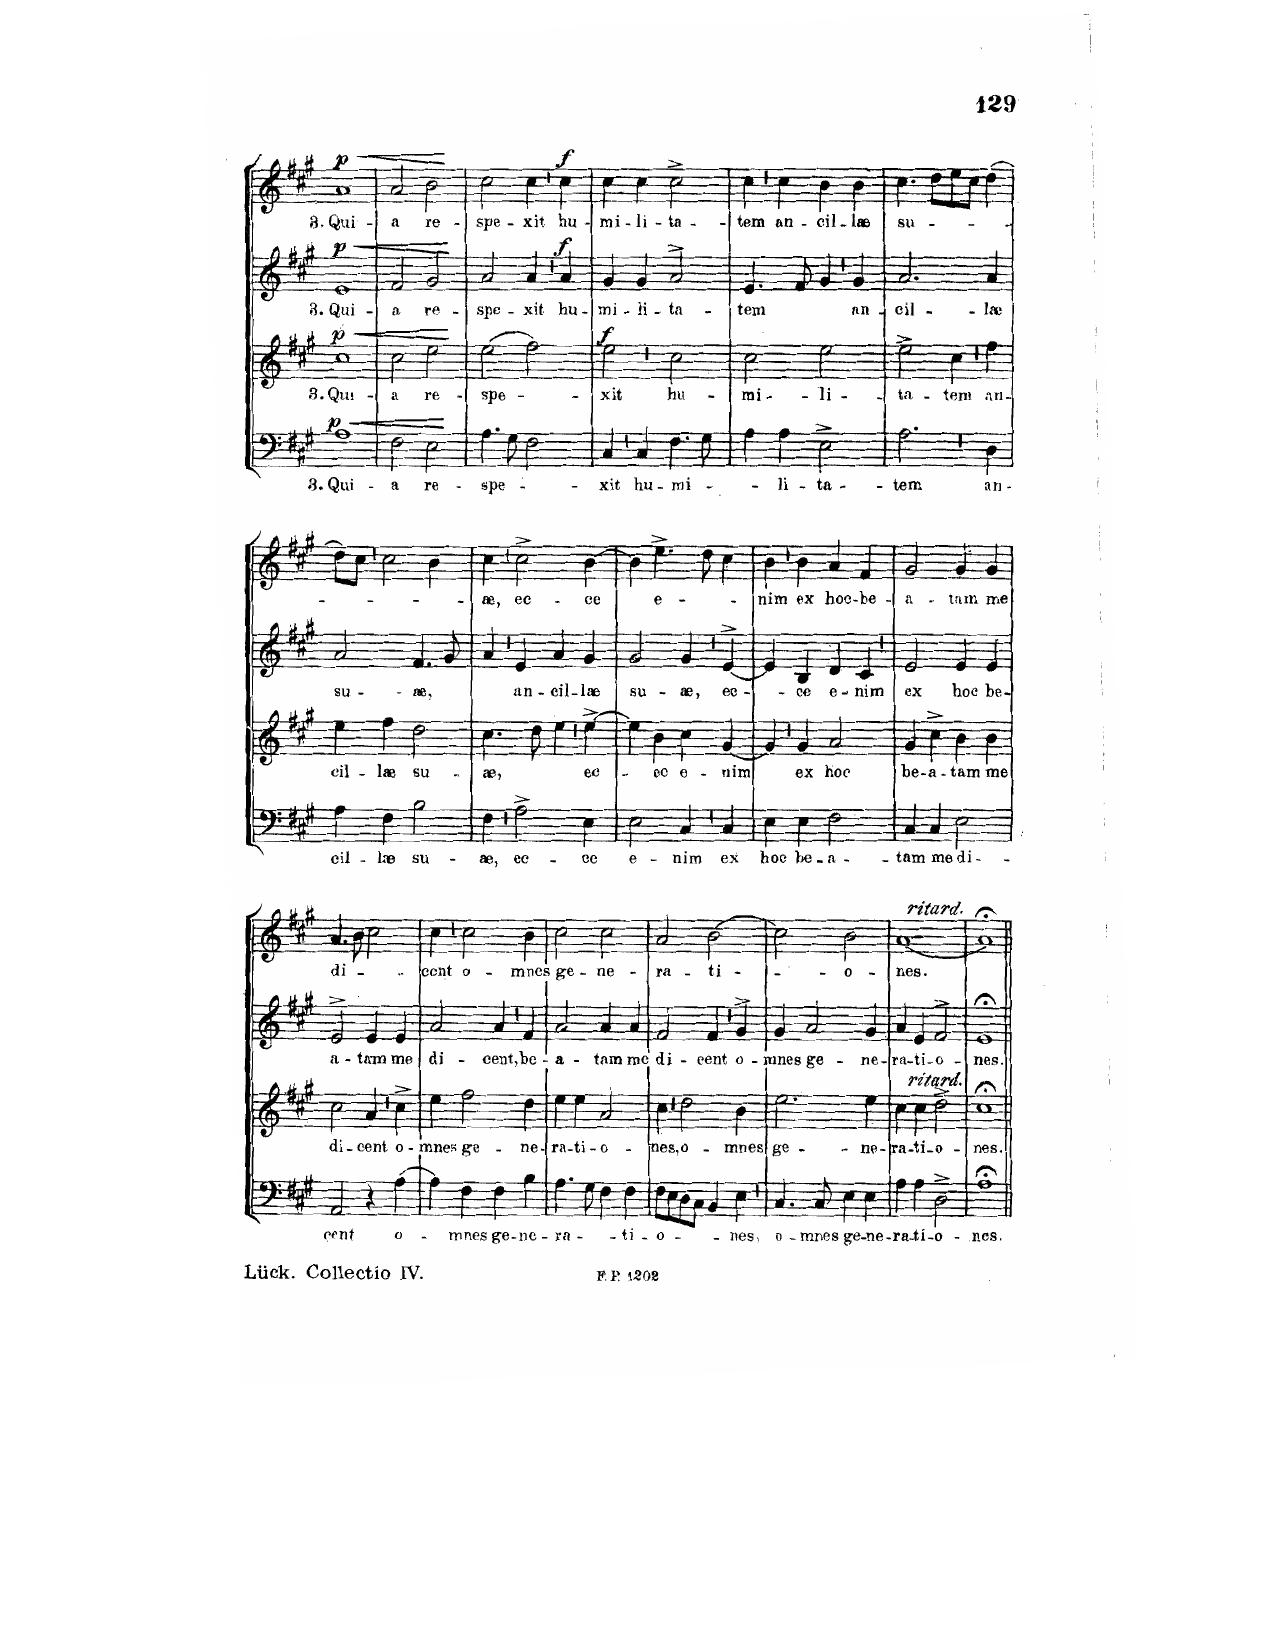 129
p f
3. Qui - a re - spe - xit hu - mi - li - ta - tem an - cil - læ su -
p f
3. Qui - a re - spe - xit hu - mi - li - ta - tem an - cil - læ
p f
3. Qui - a re - spe - xit hu - mi - li - ta - tem an -
p
3. Qui - a re - spe - xit hu - mi - li - ta - tem an -
- æ, ec - ce e - nim ex hoc - be - a - tam me
su - æ, an - cil - læ su - æ, ec - ce e - nim ex hoc be -
cil - læ su - æ, ec - ce e - nim ex hoc be - a - tam me
cil - læ su - æ, ec - ce e - nim ex hoc be - a - tam me di -
ritard.
di - cent o - mnes ge - ne - ra - ti - o - nes.
a - tam me di - cent, be - a - tam me di - cent o - mnes ge - ne - ra - ti - o - nes.
ritard.
di - cent o - mnes ge - ne - ra - ti - o - nes, o - mnes ge - ne - ra - ti - o - nes.
cent o - mnes ge - ne - ra - ti - o - nes, o - mnes ge - ne - ra - ti - o - nes.
Lück. Collectio IV. F. P. 1202